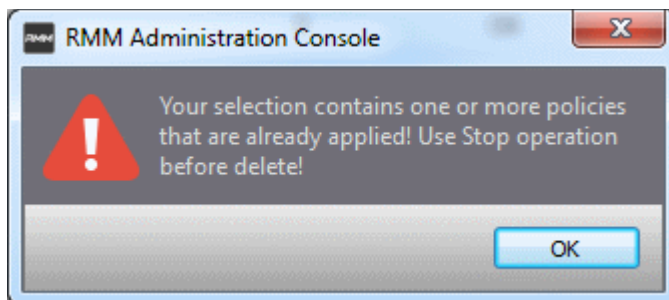 RMM RMM Administration Console
Your selection contains one or more policies
that are already applied! Use Stop operation
before delete!
OK